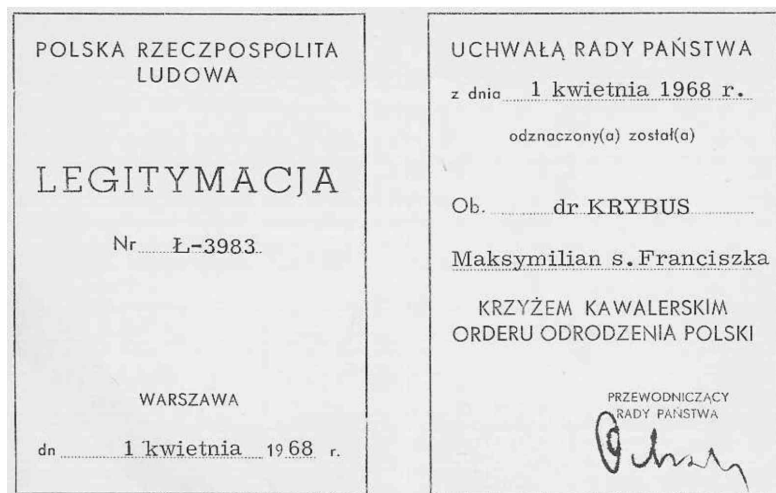 POLSKA RZECZPOSPOLITA
LUDOWA
LEGITYMACJA
Nr Ł-3983
WARSZAWA
dn 1 kwietnia 1968 r.
UCHWAŁĄ RADY PAŃSTWA
z dnia 1 kwietnia 1968 r.
odznaczony(a) został(a)
Ob. dr KRYBUS
Maksymilian s.Franciszka
KRZYŻEM KAWALERSKIM
ORDERU ODRODZENIA POLSKI
PRZEWODNICZĄCY
RADY PAŃSTWA